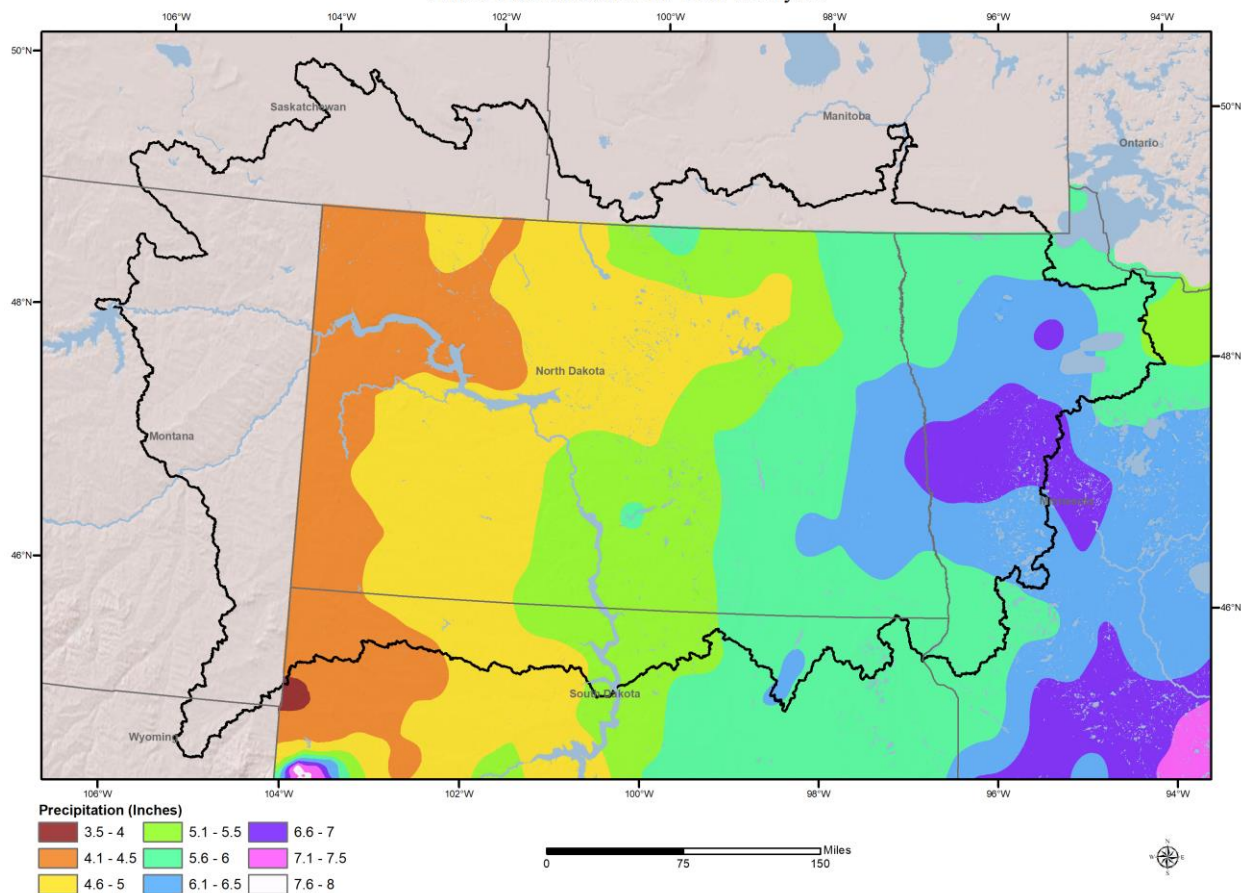 106°W 104°W 102°W 100°W 98°W 96°W 94°W
50°N 50°N
Saskatchewan Manitoba Ontario
48°N 48°N
North Dakota
Montana
46°N 46°N
South Dakota
Wyoming
106°W 104°W 102°W 100°W 98°W 96°W 94°W
Precipitation (Inches)
3.5 - 4 5.1 - 5.5 6.6 - 7
4.1 - 4.5 5.6 - 6 7.1 - 7.5
4.6 - 5 6.1 - 6.5 7.6 - 8
Miles
0 75 150
N
W E
S